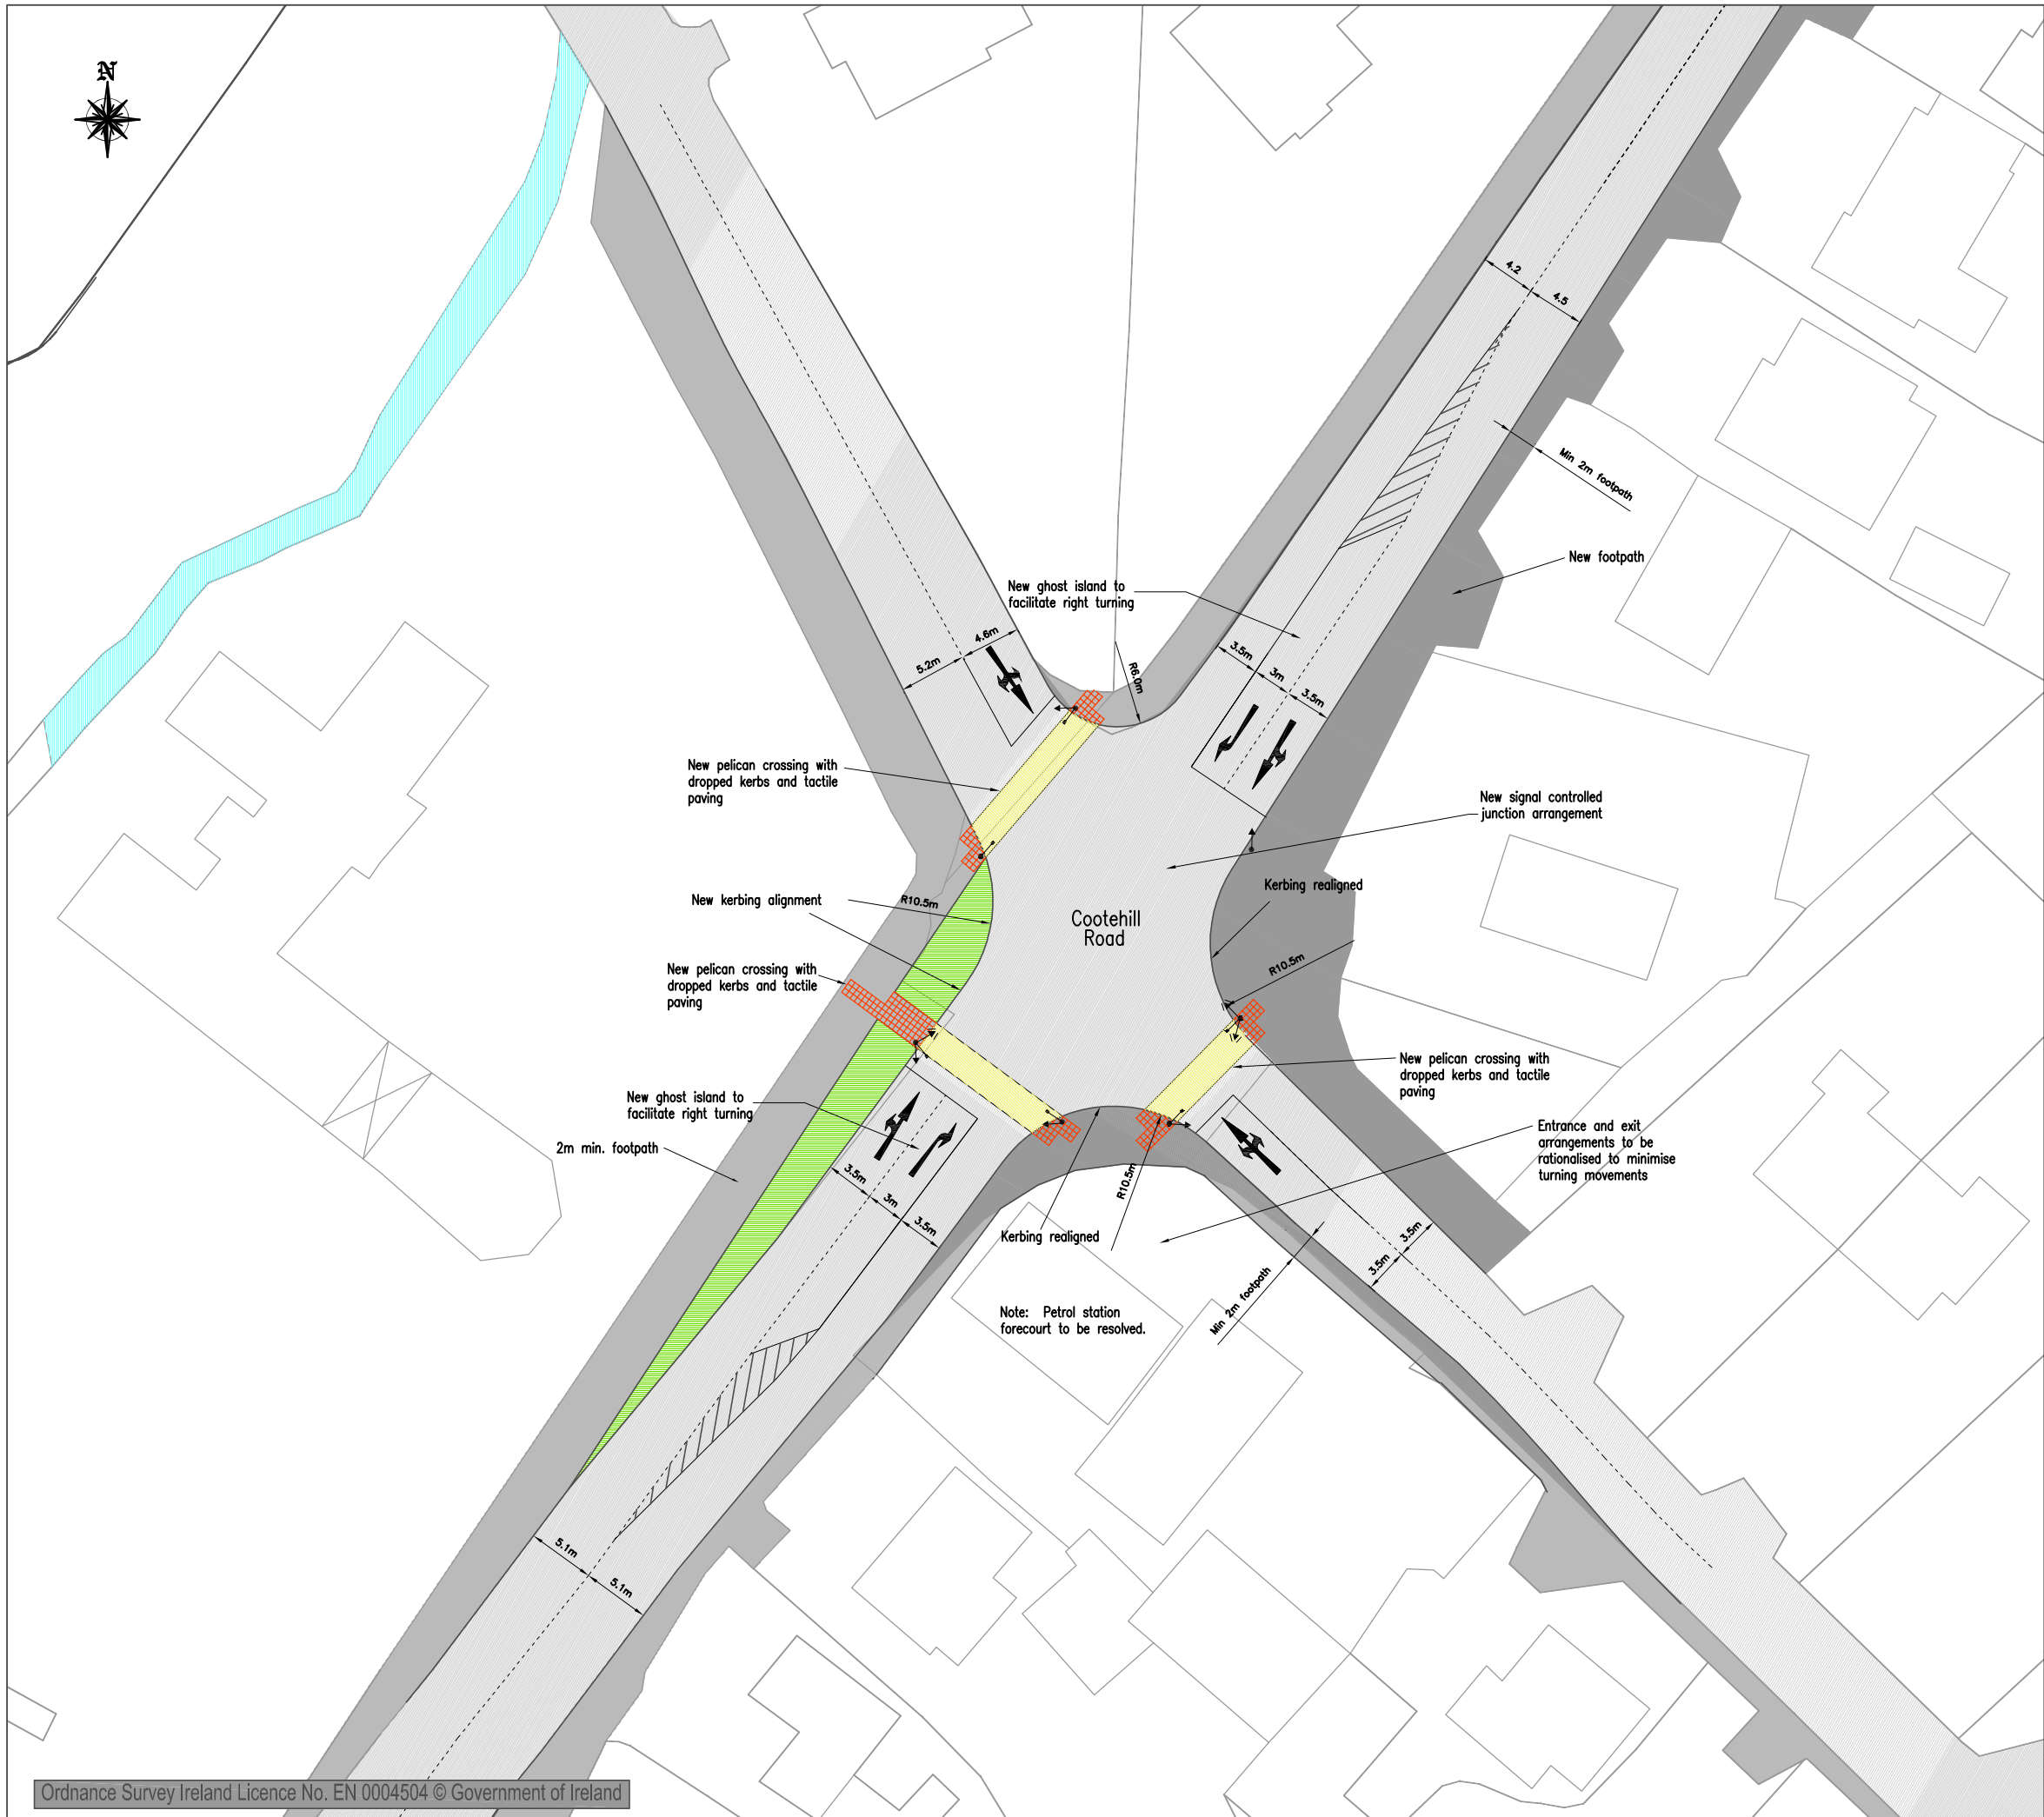 N
4.2
4.5
Min 2m footpath
New footpath
New ghost island to
facilitate right turning
4.6m
5.2m
R6.0m
3.5m
3m
3.5m
New pelican crossing with
dropped kerbs and tactile
paving
New signal controlled
junction arrangement
Kerbing realigned
New kerbing alignment
R10.5m
Cootehill
Road
R10.5m
New pelican crossing with
dropped kerbs and tactile
paving
New pelican crossing with
dropped kerbs and tactile
paving
New ghost island to
facilitate right turning
2m min. footpath
Entrance and exit
arrangements to be
rationalised to minimise
turning movements
3.5m
3m
3.5m
R10.5m
Kerbing realigned
3.5m
3.5m
Min 2m footpath
Note: Petrol station
forecourt to be resolved.
5.1m
5.1m
Ordnance Survey Ireland Licence No. EN 0004504 © Government of Ireland